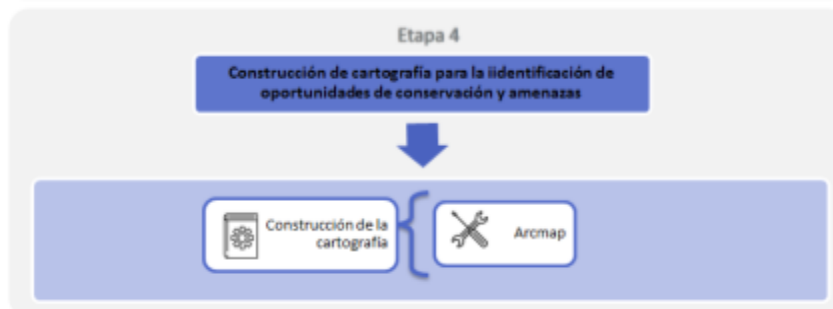 Etapa 4
Construcción de cartografía para la iidentificación de
oportunidades de conservación y amenazas
Construcción de la
cartografía
Arcmap